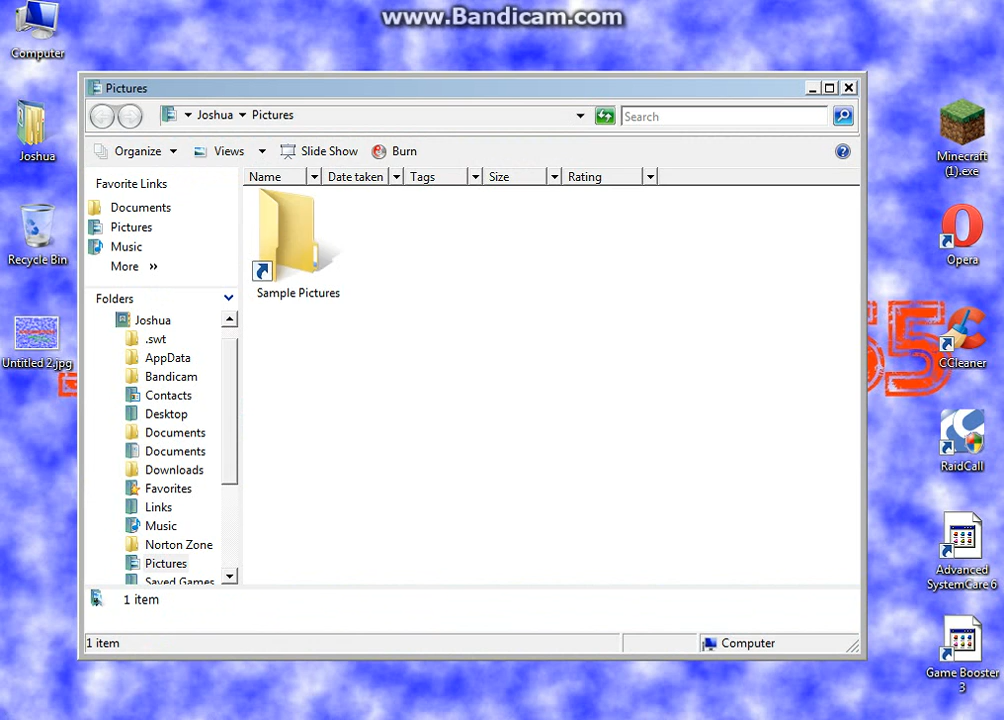 www.Bandicam.com
Computer
Joshua
Recycle Bin
Untitled 2.jpg
Pictures
Joshua Pictures
Search
Organize Views Slide Show Burn
Favorite Links
Documents
Pictures
Music
More »
Folders
Joshua
.swt
AppData
Bandicam
Contacts
Desktop
Documents
Documents
Downloads
Favorites
Links
Music
Norton Zone
Pictures
Saved Games
Name Date taken Tags Size Rating
Sample Pictures
1 item
1 item
Computer
Minecraft
(1).exe
Opera
CCleaner
RaidCall
Advanced
SystemCare 6
Game Booster
3